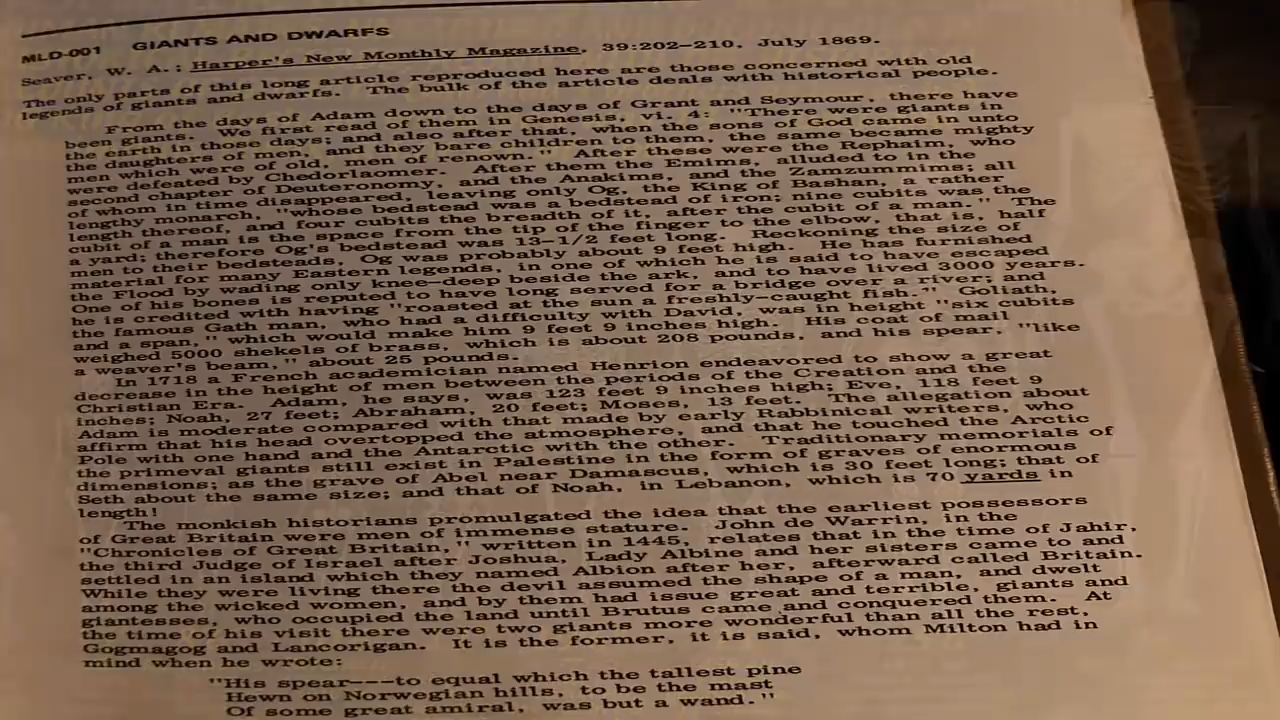 MLD-001 GIANTS AND DWARFS
Seaver, W. A.; Harper's New Monthly Magazine, 39:202-210, July 1869.
The only parts of this long article reproduced here are those concerned with old
legends of giants and dwarfs. The bulk of the article deals with historical people.
From the days of Adam down to the days of Grant and Seymour, there have
been giants. We first read of them in Genesis, vi. 4: "There were giants in
the earth in those days; and also after that, when the sons of God came in unto
the daughters of men, and they bare children to them, the same became mighty
men which were of old, men of renown." After these were the Rephaim, who
were defeated by Chedorlaomer. After them the Emims, alluded to in the
second chapter of Deuteronomy, and the Anakims, and the Zamzummims; all
of whom in time disappeared, leaving only Og, the King of Bashan, a rather
lengthy monarch, "whose bedstead was a bedstead of iron; nine cubits was the
length thereof, and four cubits the breadth of it, after the cubit of a man." The
cubit of a man is the space from the tip of the finger to the elbow, that is, half
a yard; therefore Og's bedstead was 13-1/2 feet long. Reckoning the size of
men to their bedsteads, Og was probably about 9 feet high. He has furnished
material for many Eastern legends, in one of which he is said to have escaped
the Flood by wading only knee-deep beside the ark, and to have lived 3000 years.
One of his bones is reputed to have long served for a bridge over a river; and
he is credited with having "roasted at the sun a freshly-caught fish." Goliath,
the famous Gath man, who had a difficulty with David, was in height "six cubits
and a span," which would make him 9 feet 9 inches high. His coat of mail
weighed 5000 shekels of brass, which is about 208 pounds, and his spear, "like
a weaver's beam," about 25 pounds.
In 1718 a French academician named Henrion endeavored to show a great
decrease in the height of men between the periods of the Creation and the
Christian Era. Adam, he says, was 123 feet 9 inches high; Eve, 118 feet 9
inches; Noah, 27 feet; Abraham, 20 feet; Moses, 13 feet. The allegation about
Adam is moderate compared with that made by early Rabbinical writers, who
affirm that his head overtopped the atmosphere, and that he touched the Arctic
Pole with one hand and the Antarctic with the other. Traditionary memorials of
the primeval giants still exist in Palestine in the form of graves of enormous
dimensions; as the grave of Abel near Damascus, which is 30 feet long; that of
Seth about the same size; and that of Noah, in Lebanon, which is 70 yards in
length!
The monkish historians promulgated the idea that the earliest possessors
of Great Britain were men of immense stature. John de Warrin, in the
"Chronicles of Great Britain," written in 1445, relates that in the time of Jahir,
the third Judge of Israel after Joshua, Lady Albine and her sisters came to and
settled in an island which they named Albion after her, afterward called Britain.
While they were living there the devil assumed the shape of a man, and dwelt
among the wicked women, and by them had issue great and terrible, giants and
giantesses, who occupied the land until Brutus came and conquered them. At
the time of his visit there were two giants more wonderful than all the rest,
Gogmagog and Lancorigan. It is the former, it is said, whom Milton had in
mind when he wrote:
"His spear---to equal which the tallest pine
Hewn on Norwegian hills, to be the mast
Of some great amiral, was but a wand."